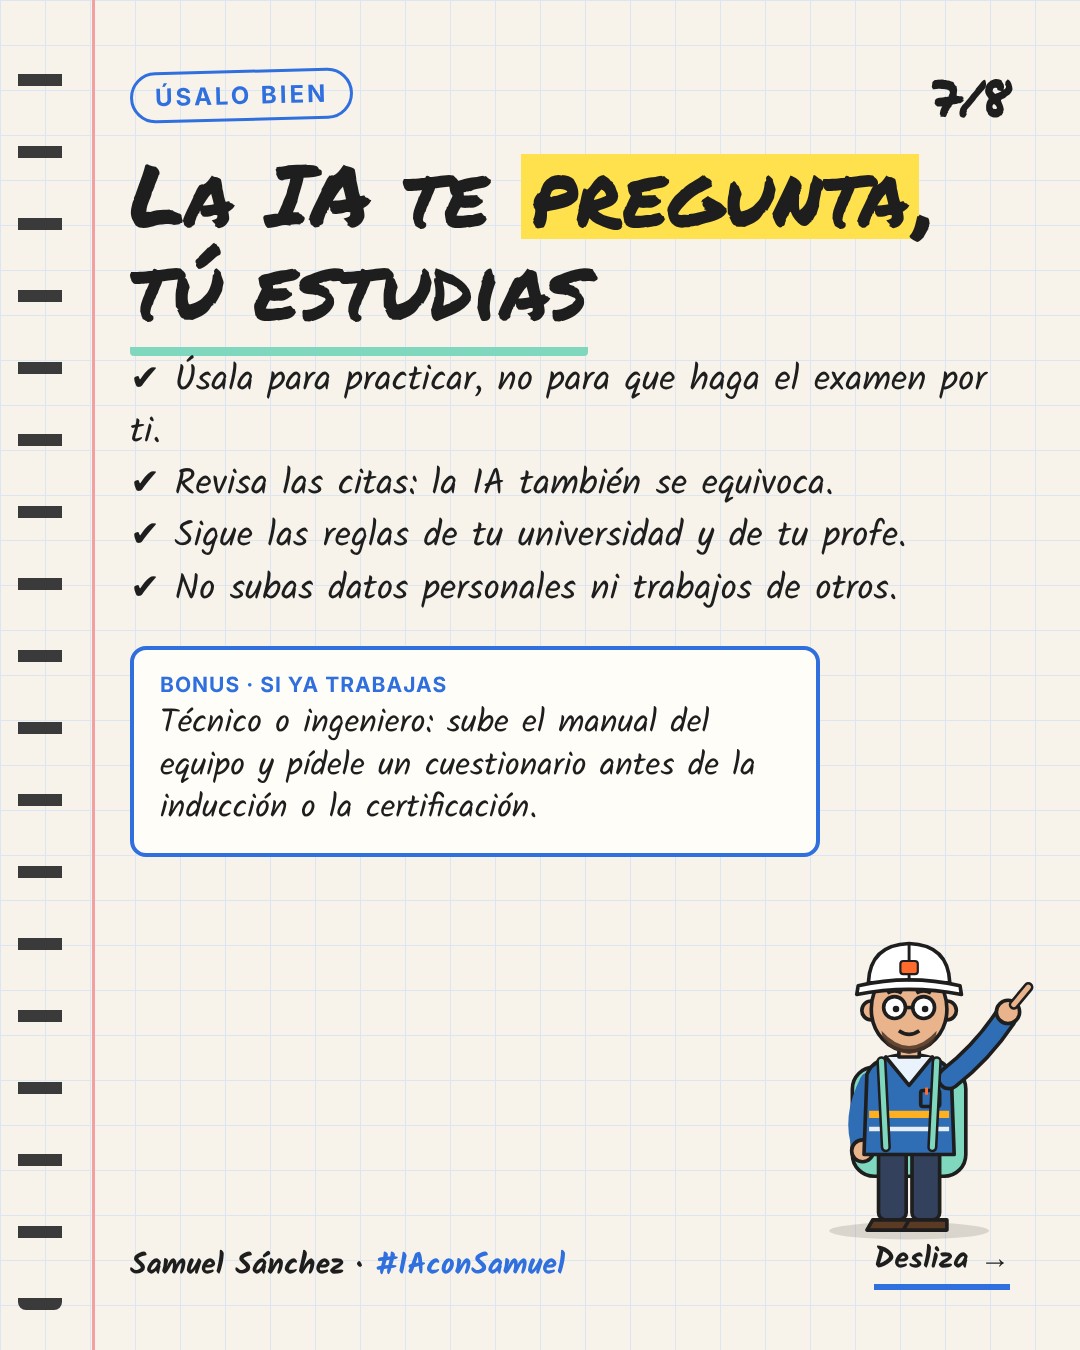 ÚSALO BIEN
7/8
LA IA TE PREGUNTA,
TÚ ESTUDIAS
✔ Úsala para practicar, no para que haga el examen por
ti.
✔ Revisa las citas: la IA también se equivoca.
✔ Sigue las reglas de tu universidad y de tu profe.
✔ No subas datos personales ni trabajos de otros.
BONUS · SI YA TRABAJAS
Técnico o ingeniero: sube el manual del
equipo y pídele un cuestionario antes de la
inducción o la certificación.
Samuel Sánchez · #IAconSamuel
Desliza →